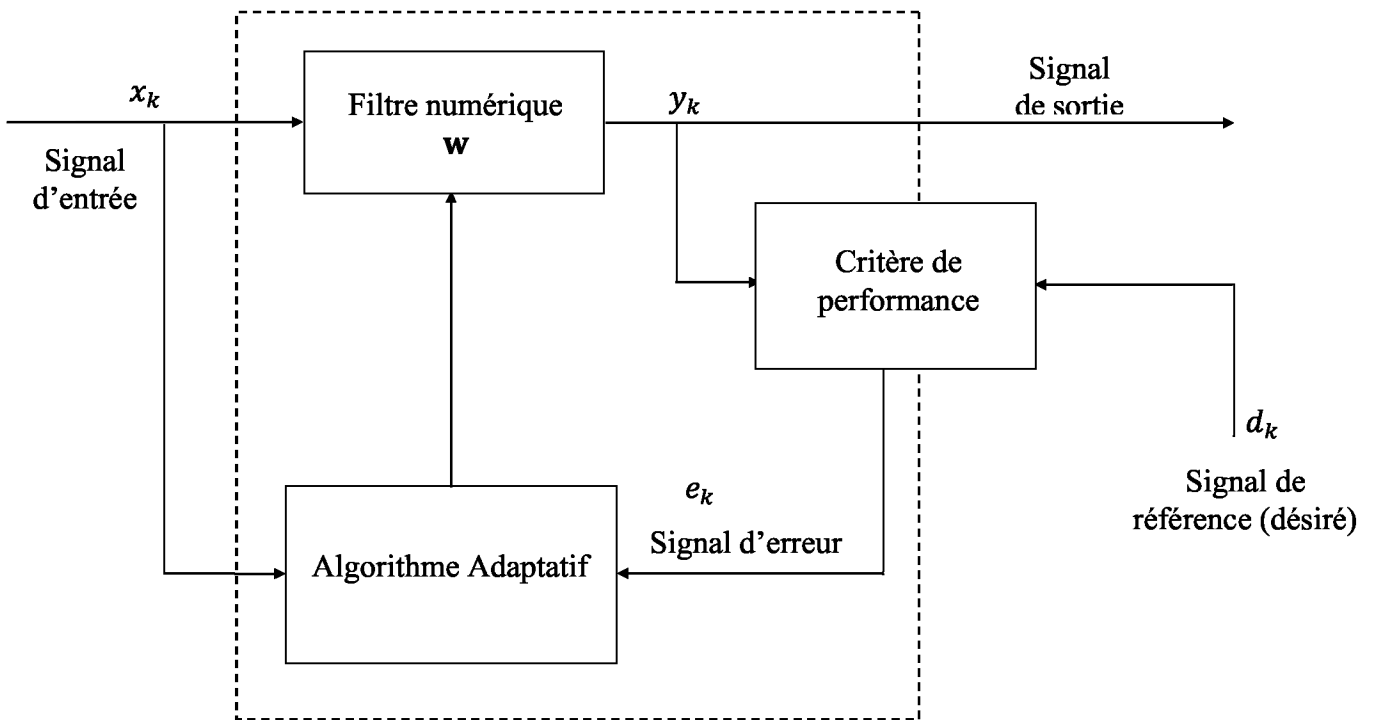 x_k
Signal
d'entrée
Filtre numérique
w
y_k
Signal
de sortie
Critère de
performance
d_k
Signal de
référence (désiré)
e_k
Signal d'erreur
Algorithme Adaptatif